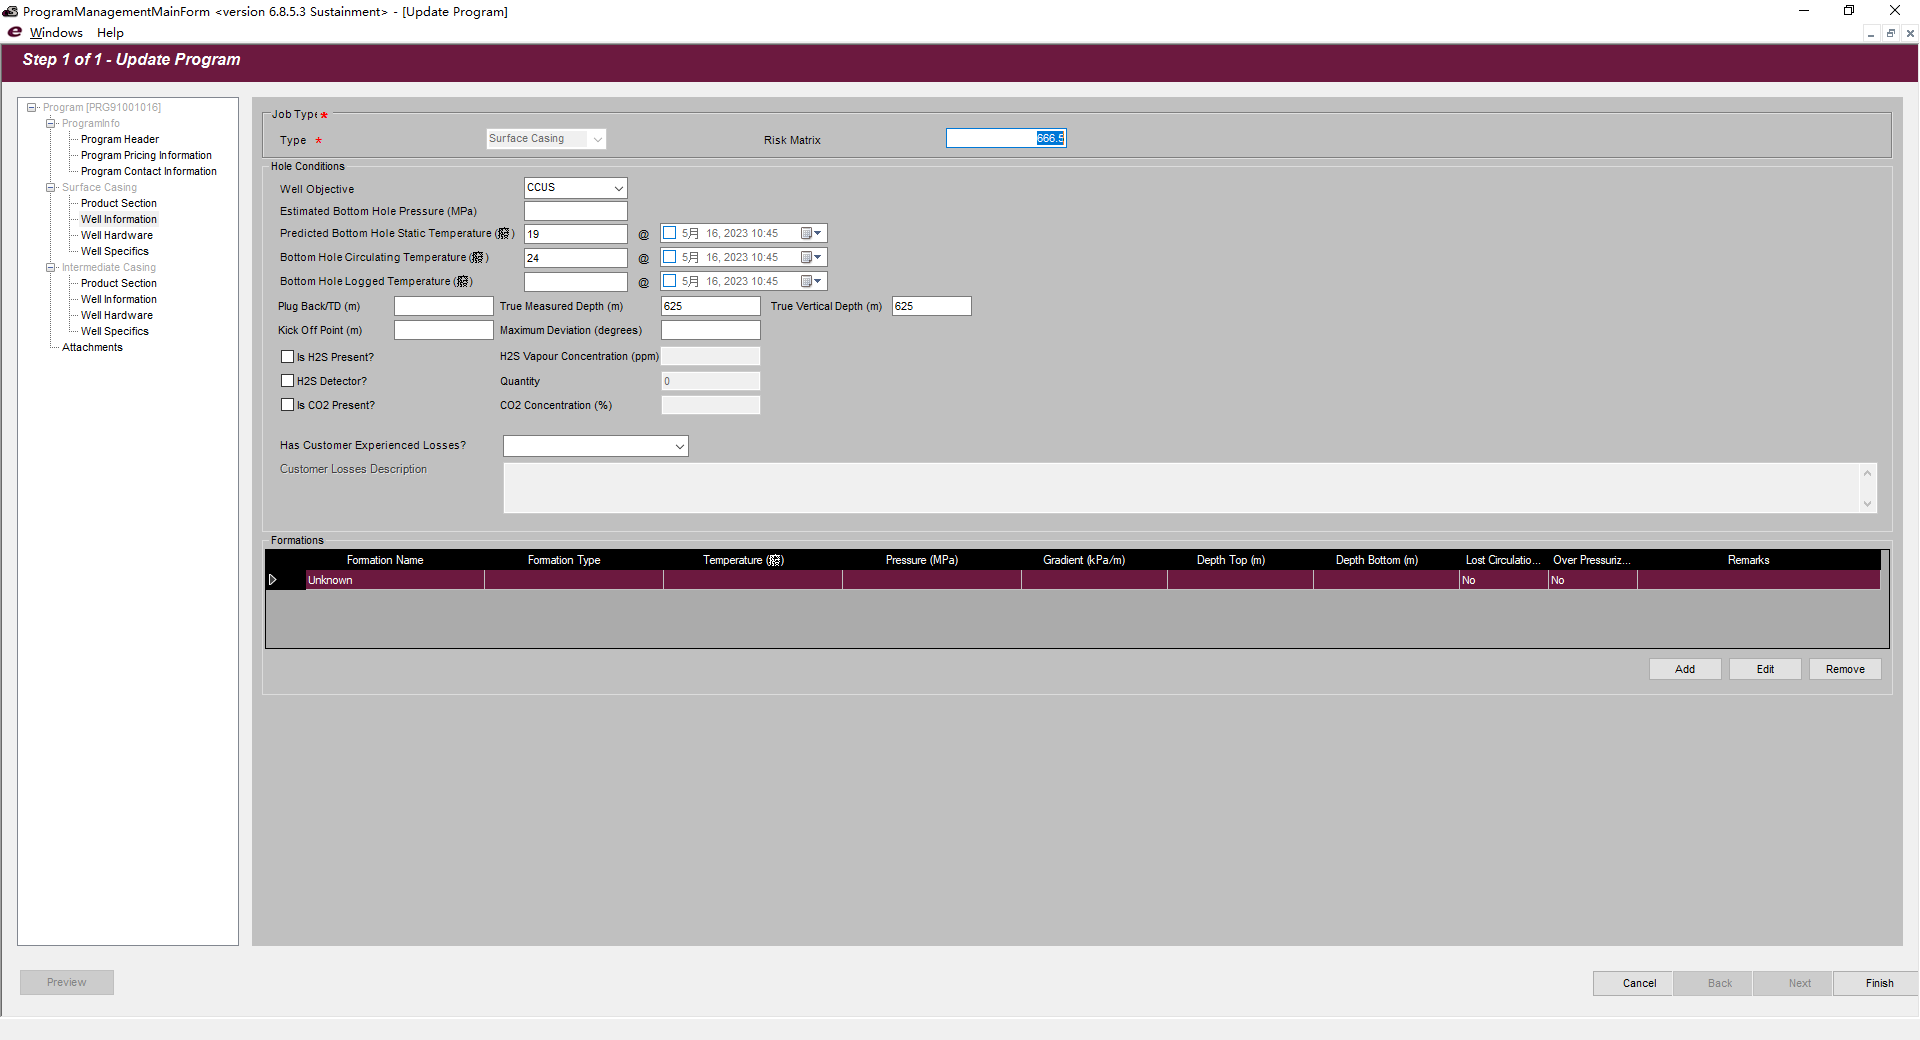 ProgramManagementMainForm <version 6.8.5.3 Sustainment> - [Update Program]
Windows Help
Step 1 of 1 - Update Program
Program [PRG91001016]
ProgramInfo
Program Header
Program Pricing Information
Program Contact Information
Surface Casing
Product Section
Well Information
Well Hardware
Well Specifics
Intermediate Casing
Product Section
Well Information
Well Hardware
Well Specifics
Attachments
Job Type *
Type * Surface Casing Risk Matrix 666.5
Hole Conditions
Well Objective CCUS
Estimated Bottom Hole Pressure (MPa)
Predicted Bottom Hole Static Temperature ( ) 19 @ 5月 16, 2023 10:45
Bottom Hole Circulating Temperature ( ) 24 @ 5月 16, 2023 10:45
Bottom Hole Logged Temperature ( ) @ 5月 16, 2023 10:45
Plug Back/TD (m) True Measured Depth (m) 625 True Vertical Depth (m) 625
Kick Off Point (m) Maximum Deviation (degrees)
Is H2S Present? H2S Vapour Concentration (ppm)
H2S Detector? Quantity 0
Is CO2 Present? CO2 Concentration (%)
Has Customer Experienced Losses?
Customer Losses Description
Formations
Formation Name Formation Type Temperature ( ) Pressure (MPa) Gradient (kPa/m) Depth Top (m) Depth Bottom (m) Lost Circulatio... Over Pressuriz... Remarks
Unknown No No
Add Edit Remove
Preview Cancel Back Next Finish